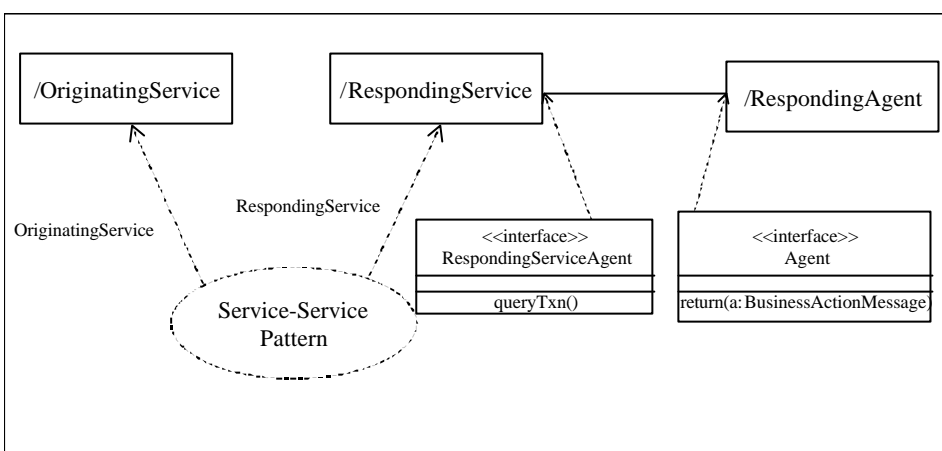 /OriginatingService
/RespondingService
/RespondingAgent
RespondingService
OriginatingService
<<interface>>
RespondingServiceAgent
queryTxn()
<<interface>>
Agent
return(a:BusinessActionMessage)
Service-Service
Pattern